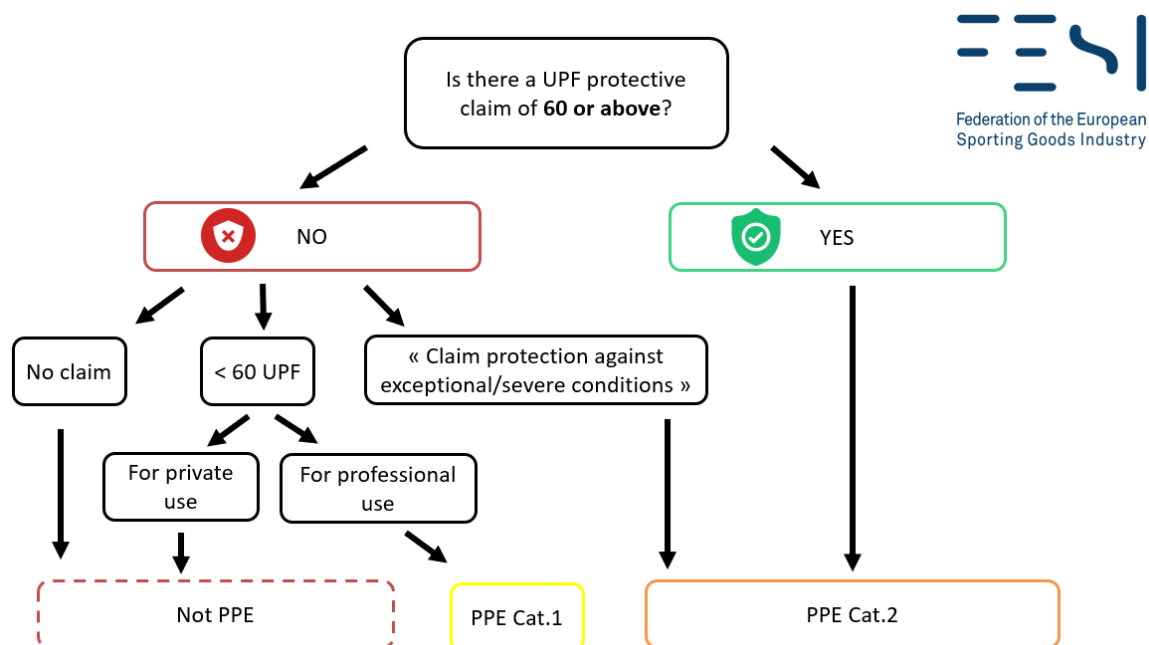 Is there a UPF protective
claim of 60 or above?
FESI
Federation of the European
Sporting Goods Industry
NO
YES
No claim
< 60 UPF
« Claim protection against
exceptional/severe conditions »
For private
use
For professional
use
Not PPE
PPE Cat.1
PPE Cat.2